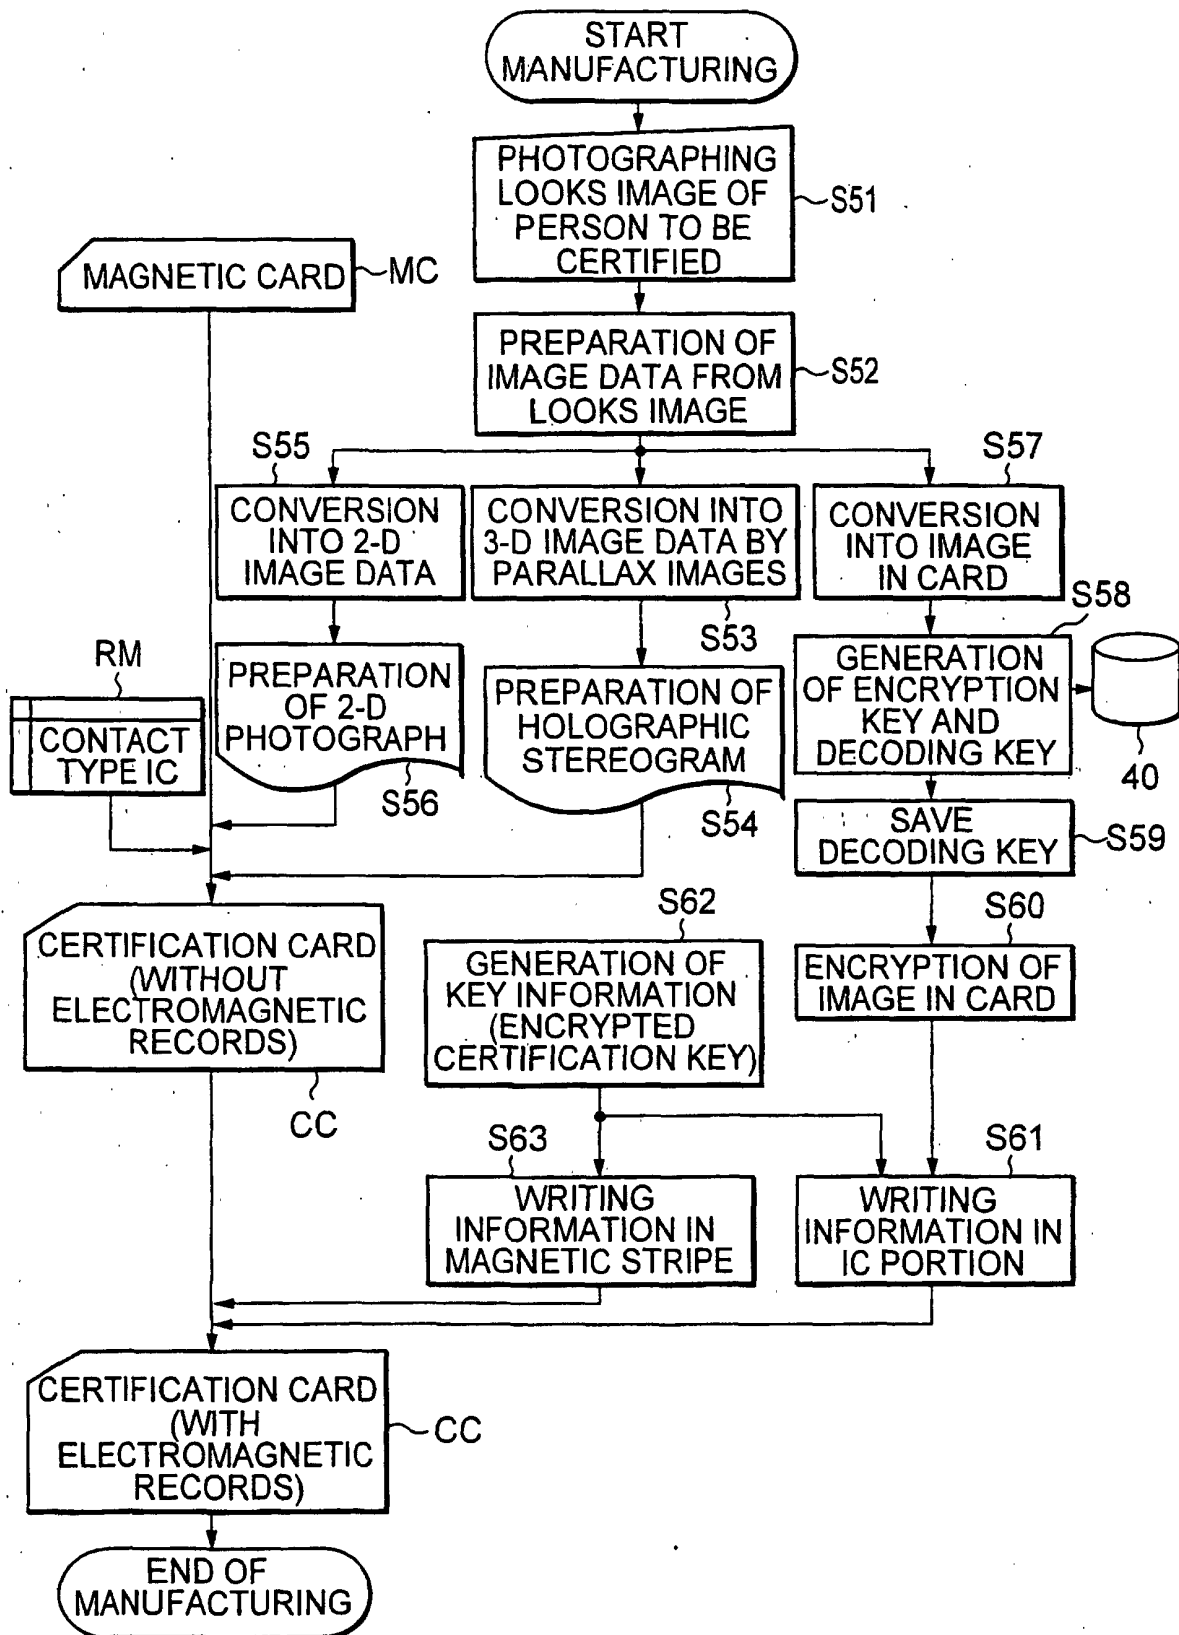 START
MANUFACTURING
PHOTOGRAPHING
LOOKS IMAGE OF
PERSON TO BE
CERTIFIED
S51
MAGNETIC CARD
MC
PREPARATION OF
IMAGE DATA FROM
LOOKS IMAGE
S52
S55
S57
CONVERSION
INTO 2-D
IMAGE DATA
CONVERSION INTO
3-D IMAGE DATA BY
PARALLAX IMAGES
S53
CONVERSION
INTO IMAGE
IN CARD
S58
RM
CONTACT
TYPE IC
PREPARATION
OF 2-D
PHOTOGRAPH
S56
PREPARATION OF
HOLOGRAPHIC
STEREOGRAM
S54
GENERATION
OF ENCRYPTION
KEY AND
DECODING KEY
40
SAVE
DECODING KEY
S59
S62
S60
CERTIFICATION CARD
(WITHOUT
ELECTROMAGNETIC
RECORDS)
CC
GENERATION OF
KEY INFORMATION
(ENCRYPTED
CERTIFICATION KEY)
ENCRYPTION OF
IMAGE IN CARD
S63
S61
WRITING
INFORMATION IN
MAGNETIC STRIPE
WRITING
INFORMATION IN
IC PORTION
CERTIFICATION CARD
(WITH
ELECTROMAGNETIC
RECORDS)
CC
END OF
MANUFACTURING